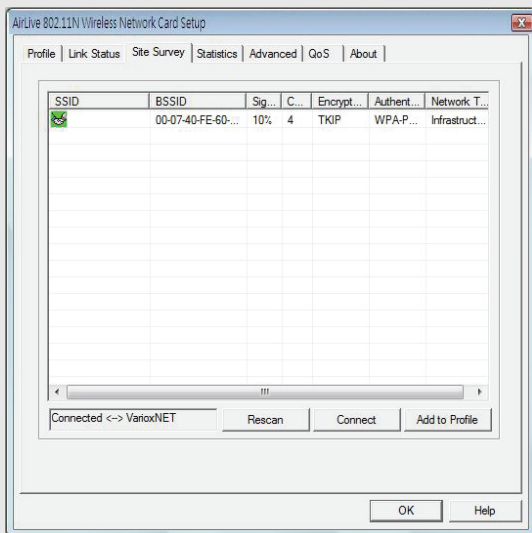 AirLive 802.11N Wireless Network Card Setup
Profile Link Status Site Survey Statistics Advanced QoS About
SSID BSSID Sig... C... Encrypt... Authent... Network T...
00-07-40-FE-60-... 10% 4 TKIP WPA-P... Infrastruct...
Connected <--> VarioxNET Rescan Connect Add to Profile
OK Help